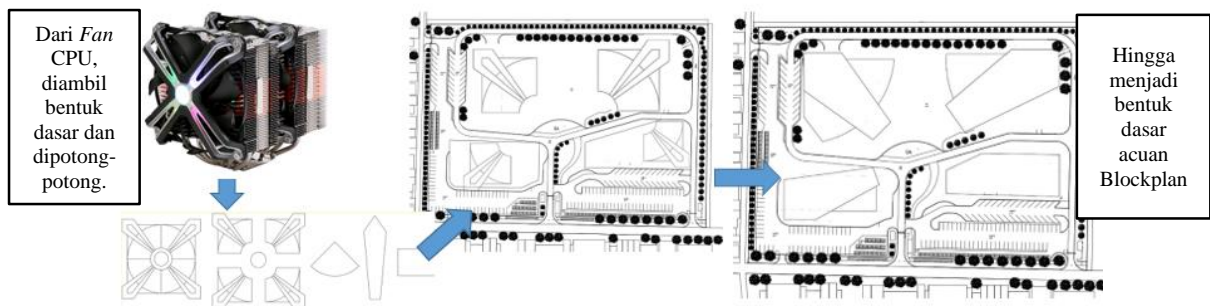 Dari Fan
CPU,
diambil
bentuk
dasar dan
dipotong-
potong.
Hingga
menjadi
bentuk
dasar
acuan
Blockplan